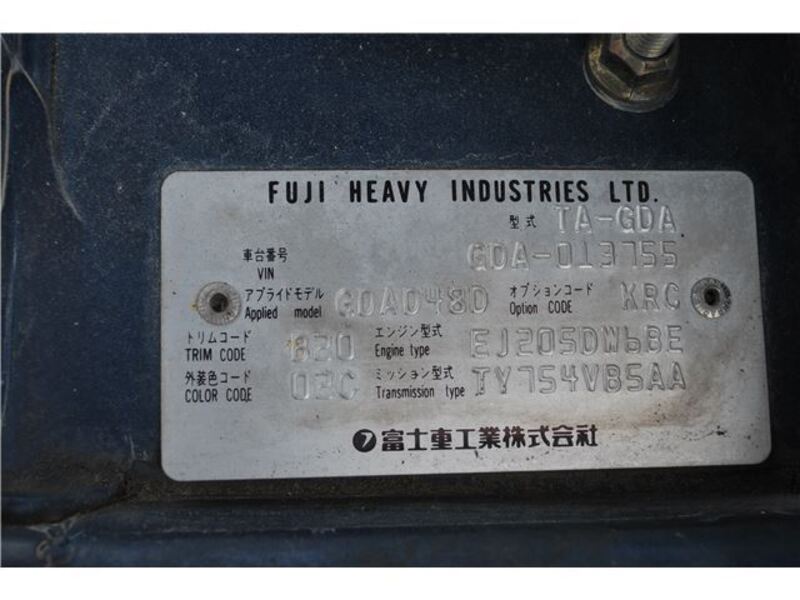 FUJI HEAVY INDUSTRIES LTD.
型式 TA-GDA
車台番号 VIN GDA-013755
アプライドモデル Applied model GDAD48D オプションコード Option CODE KRC
トリムコード TRIM CODE B20 エンジン型式 Engine type EJ205DW6BE
外装色コード COLOR CODE 02C ミッション型式 Transmission type TY754VB5AA
富士重工業株式会社